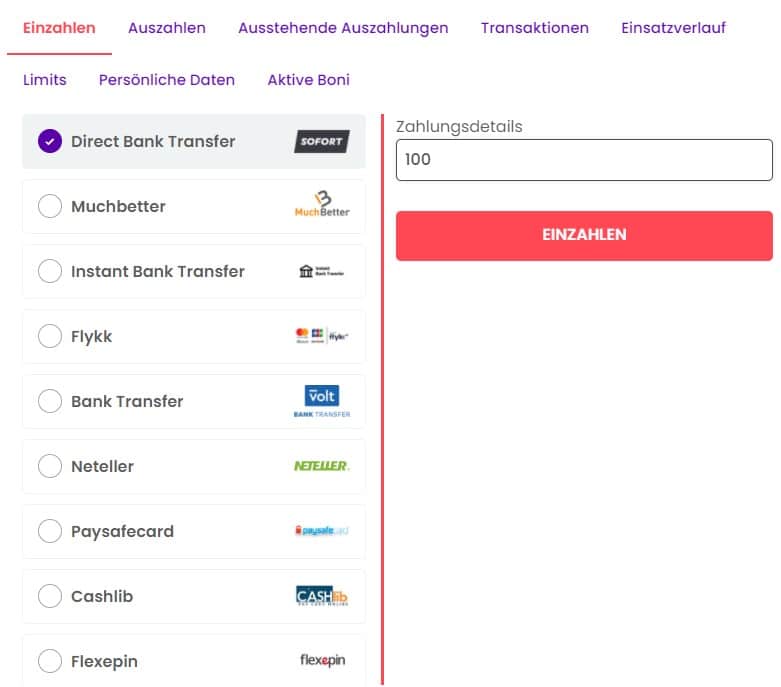 Einzahlen Auszahlen Ausstehende Auszahlungen Transaktionen Einsatzverlauf
Limits Persönliche Daten Aktive Boni
Direct Bank Transfer SOFORT
Muchbetter MuchBetter
Instant Bank Transfer Instant Bank Transfer
Flykk
Bank Transfer volt BANK TRANSFER
Neteller NETELLER
Paysafecard paysafecard
Cashlib CASHlib
Flexepin flexepin
Zahlungsdetails
100
EINZAHLEN